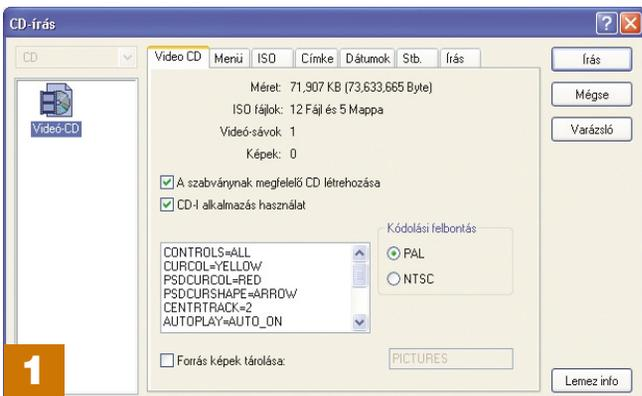 CD-írás
CD
Videó-CD
Video CD
Menü
ISO
Címke
Dátumok
Stb.
Írás
Méret: 71,907 KB (73,633,665 Byte)
ISO fájlok: 12 Fájl és 5 Mappa
Videó-sávok 1
Képek: 0
A szabványnak megfelelő CD létrehozása
CD-I alkalmazás használat
CONTROLS=ALL
CURCOL=YELLOW
PSDCURCOL=RED
PSDCURSHAPE=ARROW
CENTRTRACK=2
AUTOPLAY=AUTO_ON
Kódolási felbontás
PAL
NTSC
Forrás képek tárolása:
PICTURES
Írás
Mégse
Varázsló
Lemez info
1